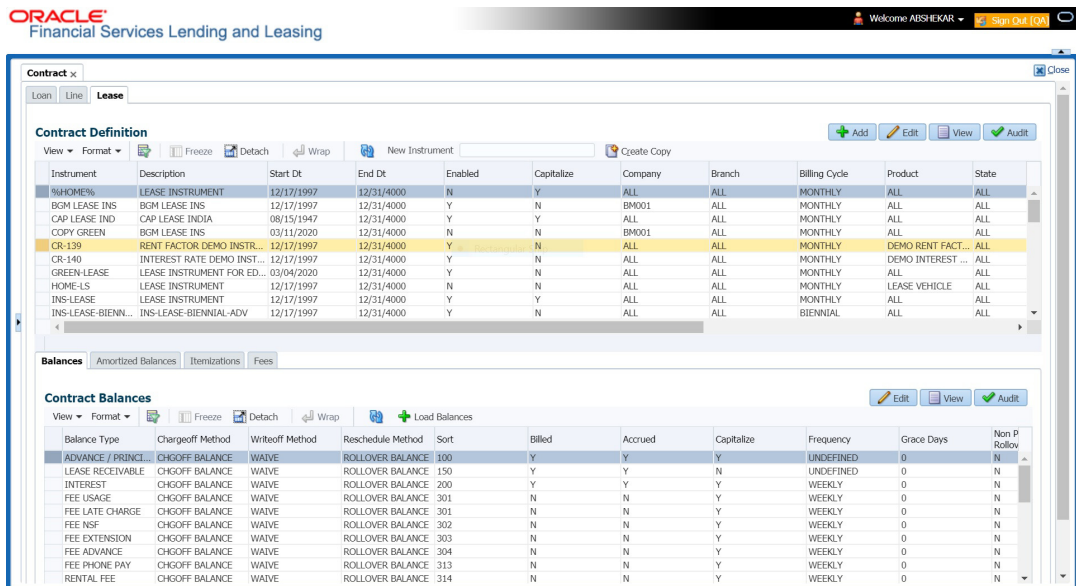 ORACLE
Financial Services Lending and Leasing
Welcome ABSHEKAR
Sign Out [QA]
Contract
Close
Loan Line Lease
Contract Definition
Add Edit View Audit
View Format Freeze Detach Wrap New Instrument Create Copy
Instrument Description Start Dt End Dt Enabled Capitalize Company Branch Billing Cycle Product State
%HOME% LEASE INSTRUMENT 12/17/1997 12/31/4000 N Y ALL ALL MONTHLY ALL ALL
BGM LEASE INS BGM LEASE INS 12/17/1997 12/31/4000 Y N BM001 ALL MONTHLY ALL ALL
CAP LEASE IND CAP LEASE INDIA 08/15/1947 12/31/4000 Y Y ALL ALL MONTHLY ALL ALL
COPY GREEN BGM LEASE INS 03/11/2020 12/31/4000 N N BM001 ALL MONTHLY ALL ALL
CR-139 RENT FACTOR DEMO INSTR... 12/17/1997 12/31/4000 Y N ALL ALL MONTHLY DEMO RENT FACT... ALL
CR-140 INTEREST RATE DEMO INST... 12/17/1997 12/31/4000 Y N ALL ALL MONTHLY DEMO INTEREST ... ALL
GREEN-LEASE LEASE INSTRUMENT FOR ED... 03/04/2020 12/31/4000 Y N ALL ALL MONTHLY ALL ALL
HOME-LS LEASE INSTRUMENT 12/17/1997 12/31/4000 N N ALL ALL MONTHLY LEASE VEHICLE ALL
INS-LEASE LEASE INSTRUMENT 12/17/1997 12/31/4000 Y Y ALL ALL MONTHLY ALL ALL
INS-LEASE-BIENN... INS-LEASE-BIENNIAL-ADV 12/17/1997 12/31/4000 Y N ALL ALL BIENNIAL ALL ALL
Balances Amortized Balances Itemizations Fees
Contract Balances
Edit View Audit
View Format Freeze Detach Wrap Load Balances
Balance Type Chargeoff Method Writeoff Method Reschedule Method Sort Billed Accrued Capitalize Frequency Grace Days Non P
Rollov
ADVANCE / PRINCI... CHGOFF BALANCE WAIVE ROLLOVER BALANCE 100 Y Y Y UNDEFINED 0 N
LEASE RECEIVABLE CHGOFF BALANCE WAIVE ROLLOVER BALANCE 150 Y Y N UNDEFINED 0 N
INTEREST CHGOFF BALANCE WAIVE ROLLOVER BALANCE 200 Y Y Y WEEKLY 0 N
FEE USAGE CHGOFF BALANCE WAIVE ROLLOVER BALANCE 301 N N Y WEEKLY 0 N
FEE LATE CHARGE CHGOFF BALANCE WAIVE ROLLOVER BALANCE 301 N N Y WEEKLY 0 N
FEE NSF CHGOFF BALANCE WAIVE ROLLOVER BALANCE 302 N N Y WEEKLY 0 N
FEE EXTENSION CHGOFF BALANCE WAIVE ROLLOVER BALANCE 303 N N Y WEEKLY 0 N
FEE ADVANCE CHGOFF BALANCE WAIVE ROLLOVER BALANCE 304 N N Y WEEKLY 0 N
FEE PHONE PAY CHGOFF BALANCE WAIVE ROLLOVER BALANCE 313 N N Y WEEKLY 0 N
RENTAL FEE CHGOFF BALANCE WAIVE ROLLOVER BALANCE 314 N N Y WEEKLY 0 N